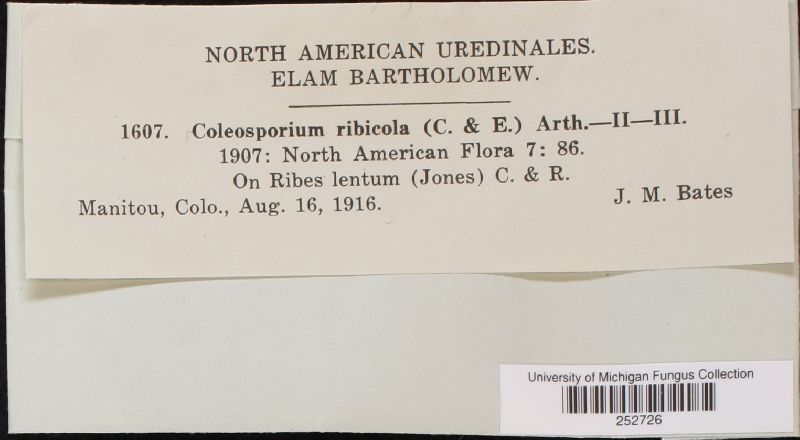 NORTH AMERICAN UREDINALES.
ELAM BARTHOLOMEW.
1607. Coleosporium ribicola (C. & E.) Arth.—II—III.
1907: North American Flora 7: 86.
On Ribes lentum (Jones) C. & R.
Manitou, Colo., Aug. 16, 1916. J. M. Bates
University of Michigan Fungus Collection
252726